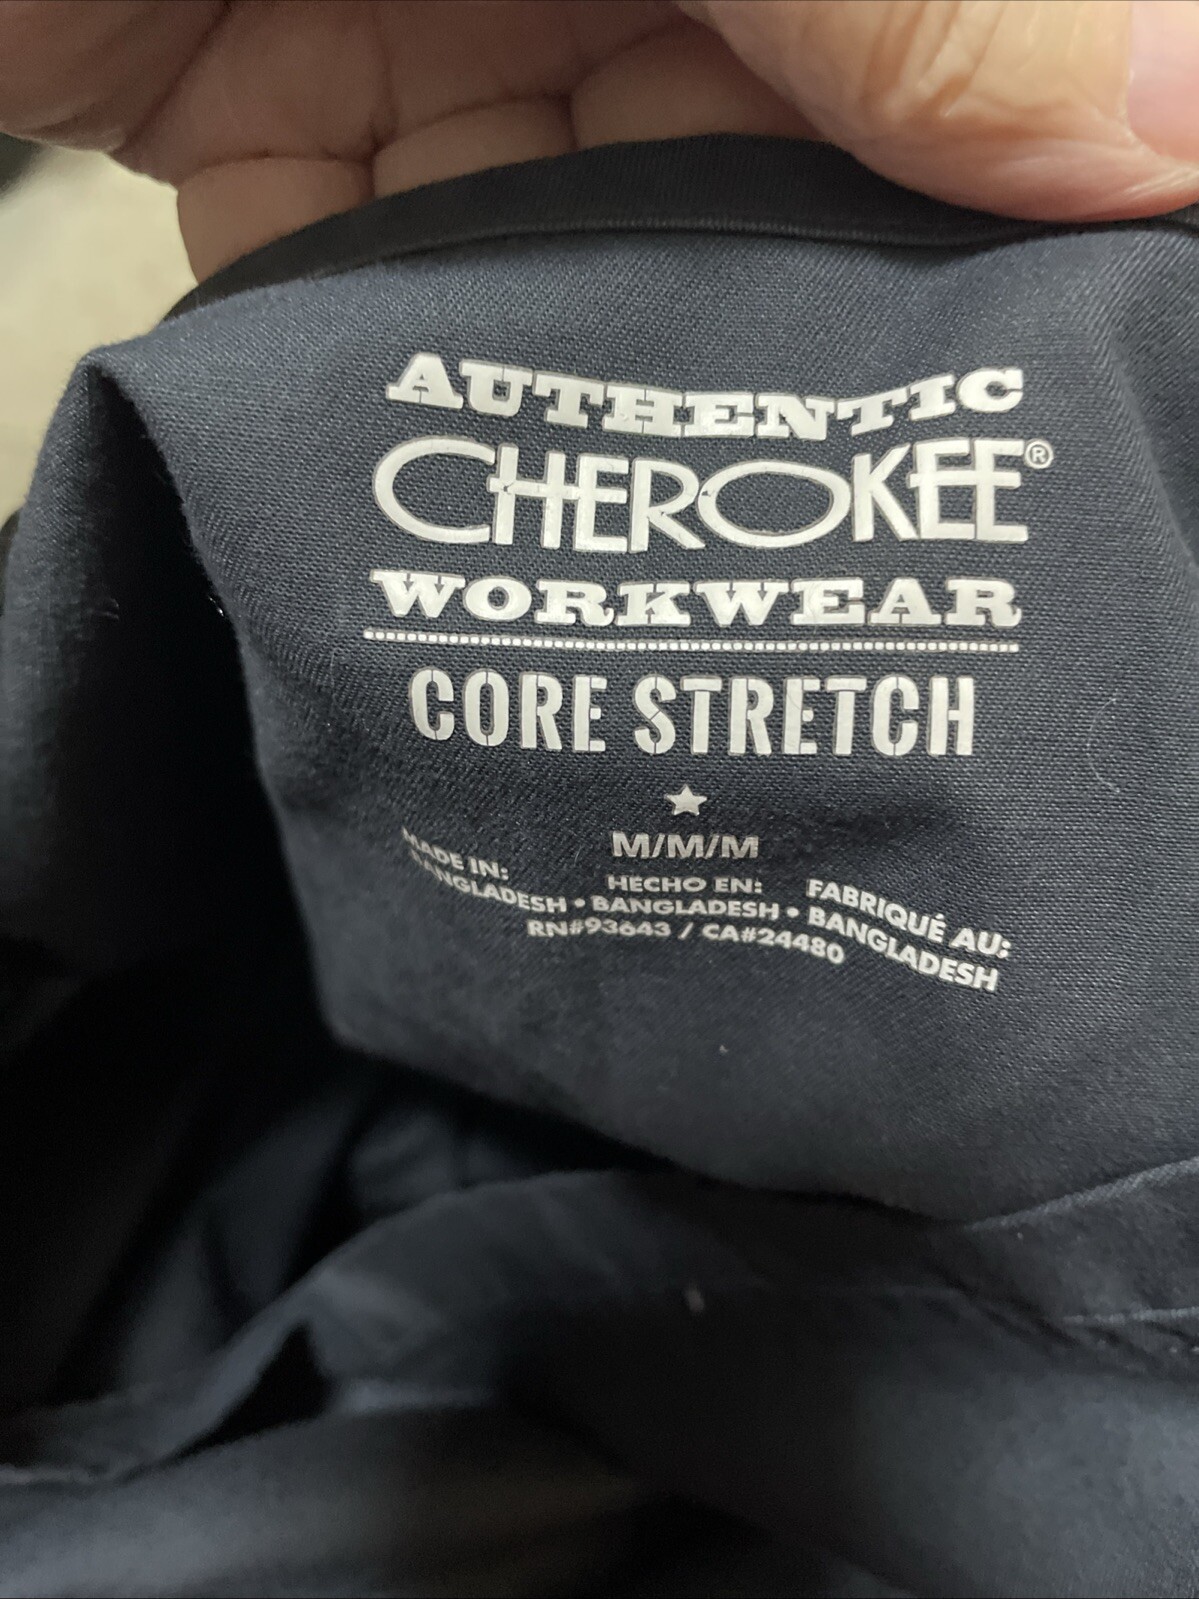 AUTHENTIC
CHEROKEE®
WORKWEAR
CORE STRETCH
M/M/M
MADE IN: HECHO EN: FABRIQUÉ AU:
BANGLADESH • BANGLADESH • BANGLADESH
RN#93643 / CA#24480